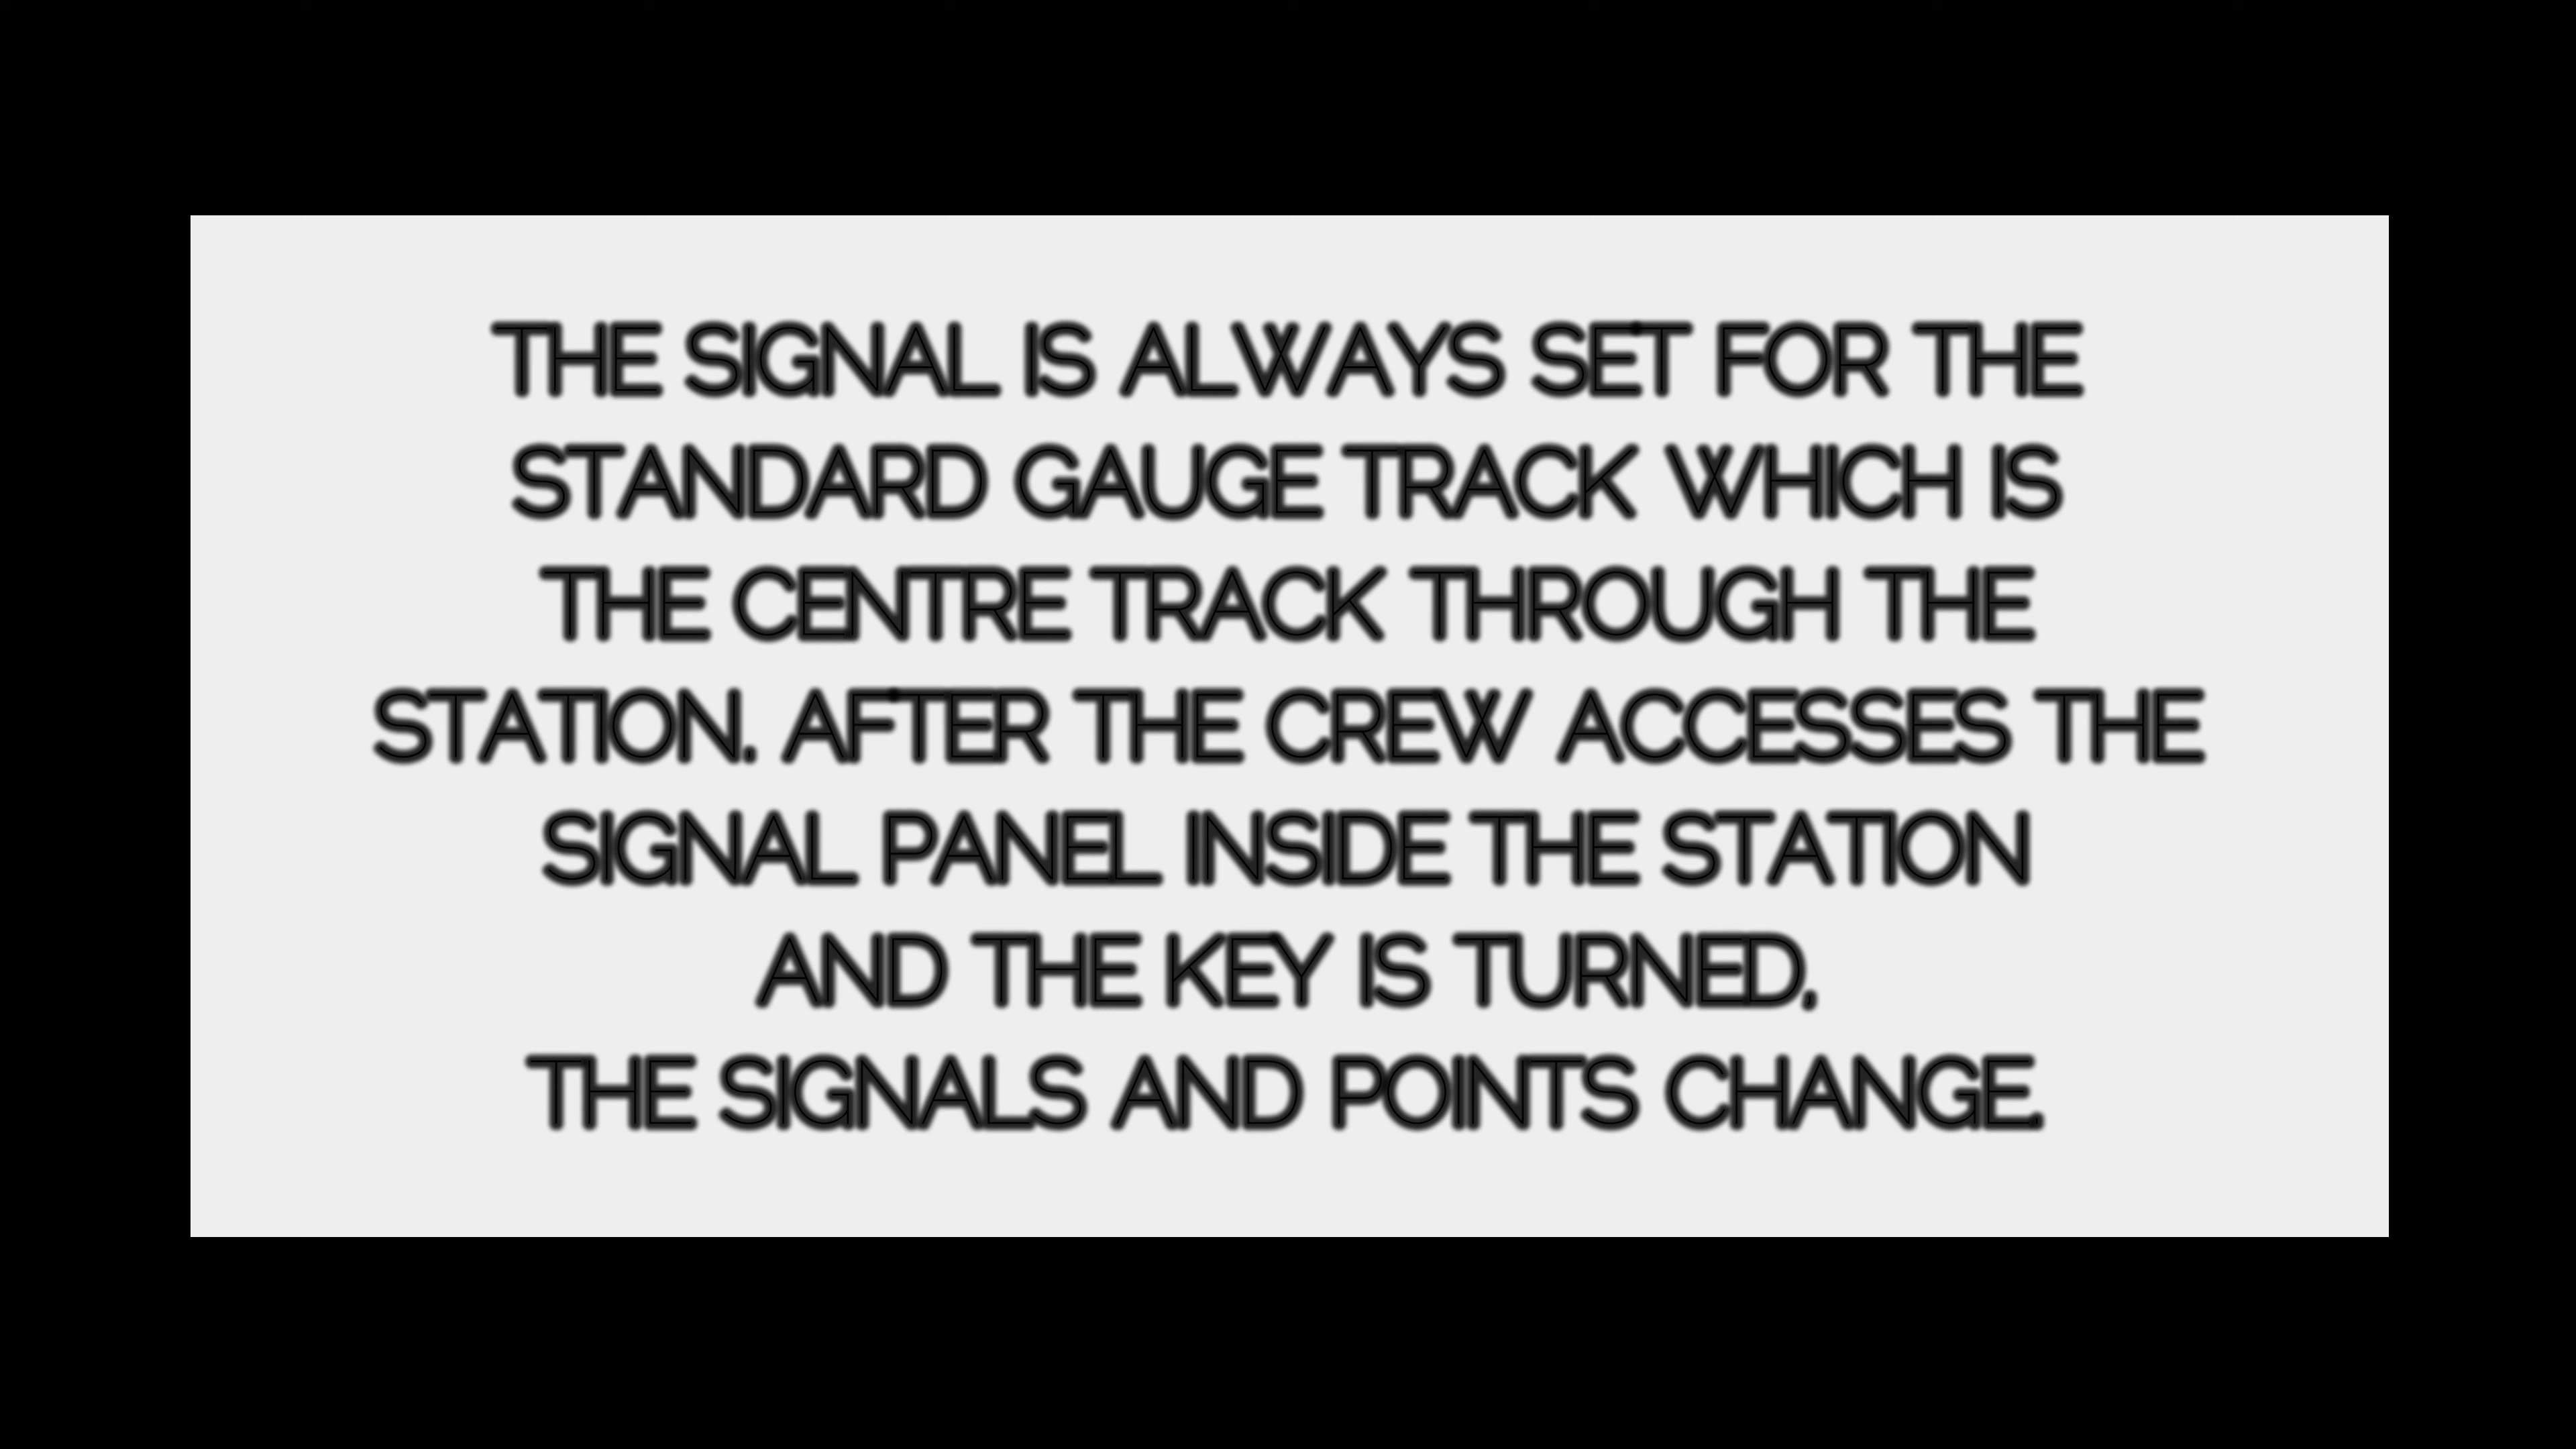 THE SIGNAL IS ALWAYS SET FOR THE
STANDARD GAUGE TRACK WHICH IS
THE CENTRE TRACK THROUGH THE
STATION. AFTER THE CREW ACCESSES THE
SIGNAL PANEL INSIDE THE STATION
AND THE KEY IS TURNED,
THE SIGNALS AND POINTS CHANGE.